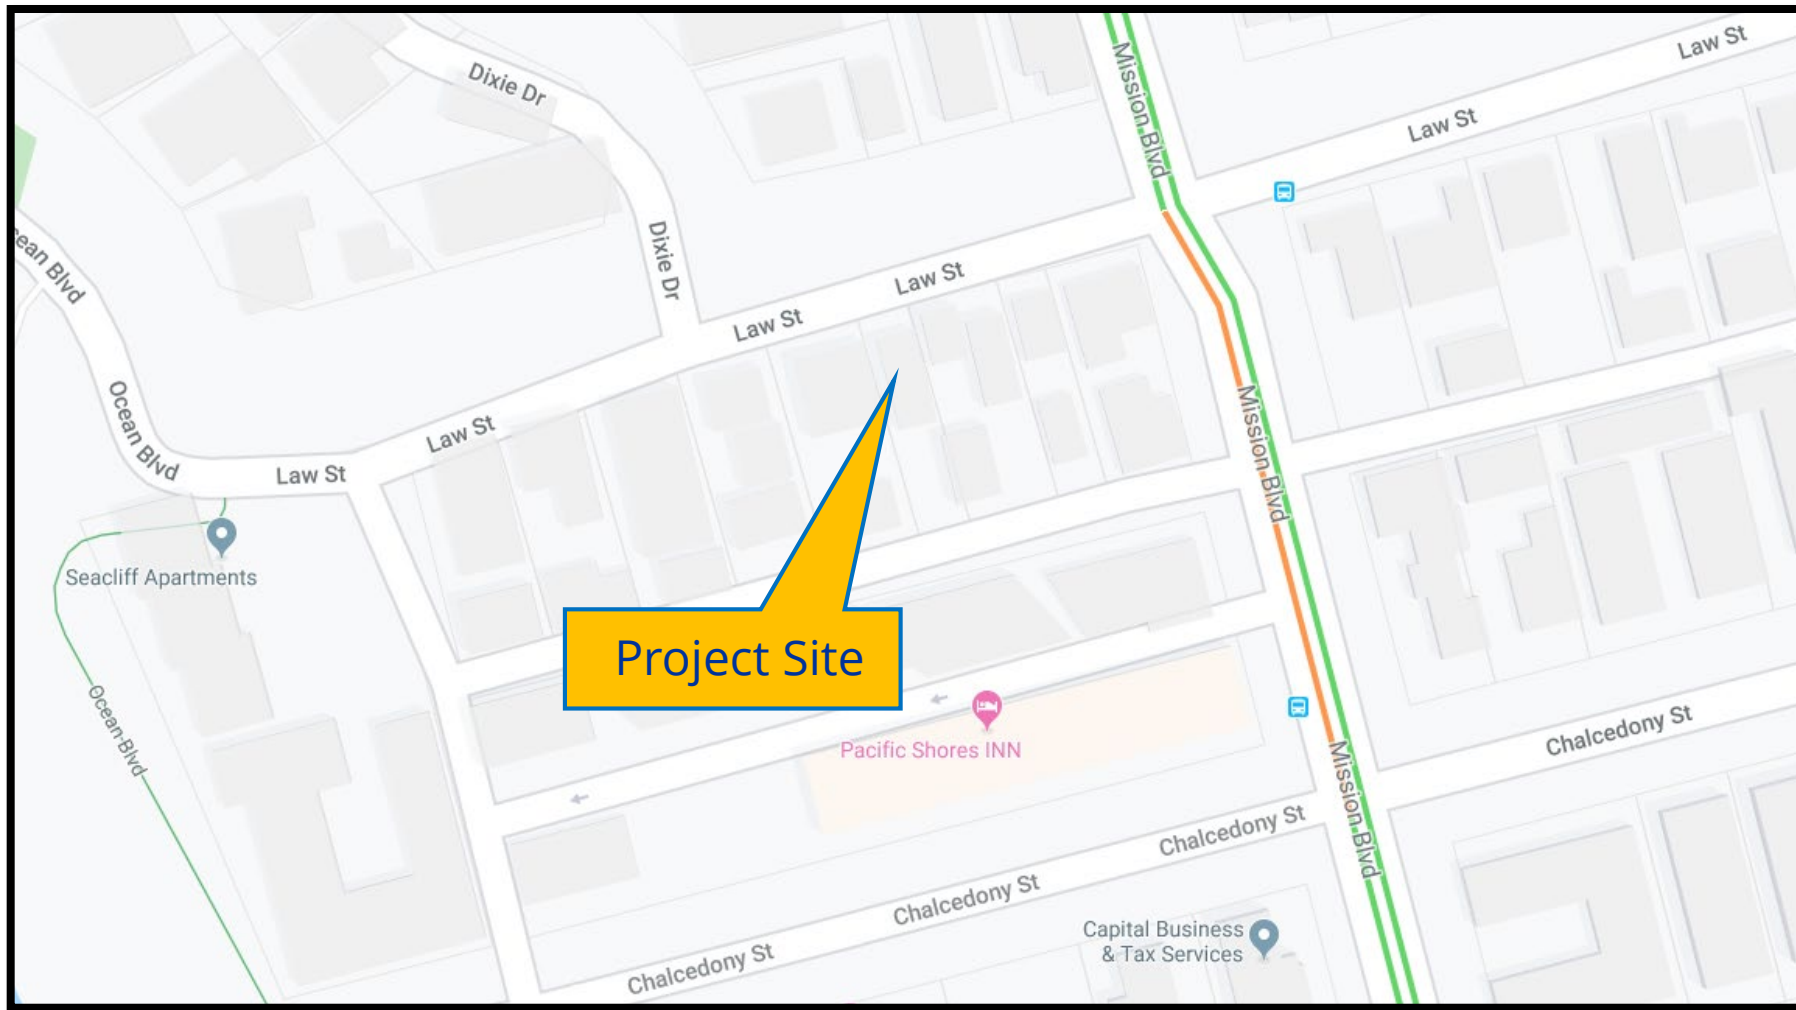 Law St
Dixie Dr
Mission Blvd
Law St
cean Blvd
Dixie Dr
Law St
Law St
Ocean Blvd
Law St
Law St
Mission Blvd
Seacliff Apartments
Project Site
Ocean Blvd
Pacific Shores INN
Chalcedony St
Mission Blvd
Chalcedony St
Chalcedony St
Capital Business
& Tax Services
Chalcedony St